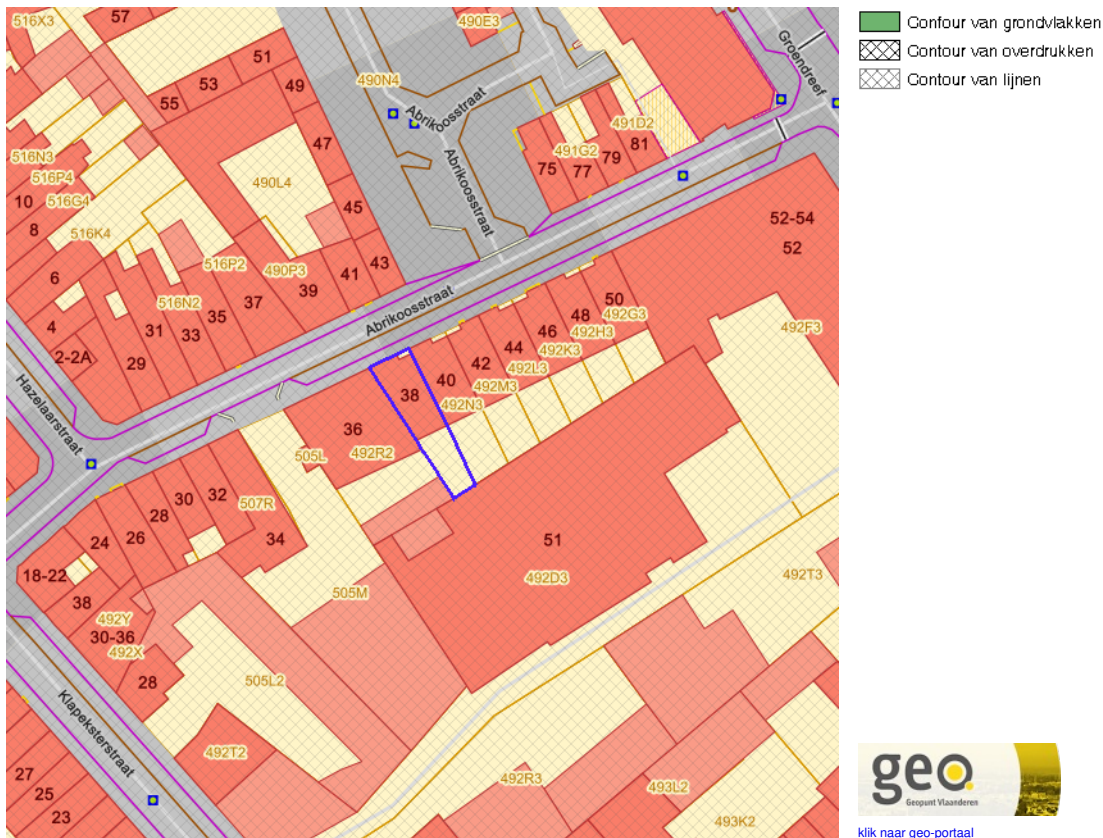 516X3
57
490E3
51
53
55
49
490N4
Abrikoosstraat
Abrikoosstraat
Groendreef
491D2
491G2
75
77
79
81
47
490L4
45
516N3
516P4
10
516G4
8
516K4
6
516P2
490P3
43
41
39
37
35
33
31
29
516N2
4
2-2A
Abrikoosstraat
52-54
52
50
492G3
48
492H3
46
492K3
44
492L3
42
492M3
40
492N3
38
36
492R2
492F3
Hazelaarstraat
505L
507R
34
32
30
28
26
24
18-22
38
492Y
30-36
492X
28
51
492D3
492T3
505M
505L2
492T2
Klapeksterstraat
27
25
23
492R3
493L2
493K2
Contour van grondvlakken
Contour van overdrukken
Contour van lijnen
geo.
Geopunt Vlaanderen
klik naar geo-portaal